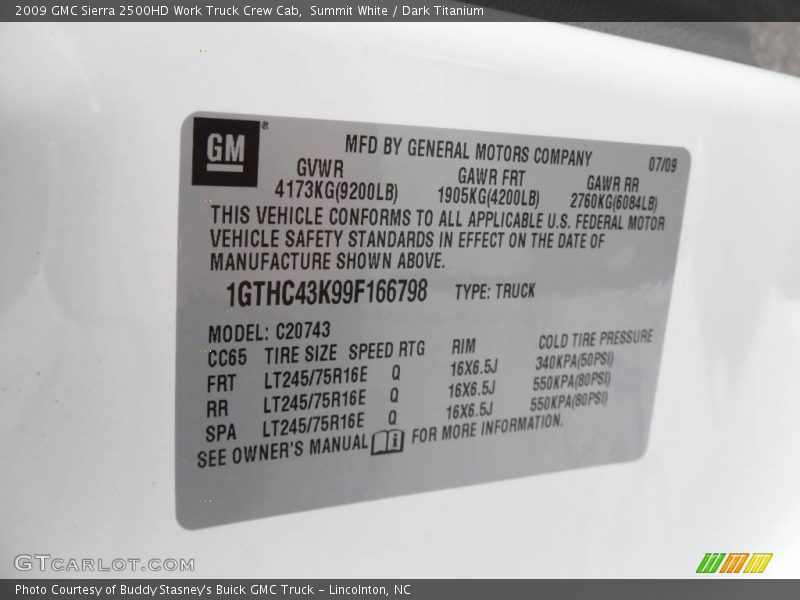 2009 GMC Sierra 2500HD Work Truck Crew Cab,  Summit White / Dark Titanium
GM®
MFD BY GENERAL MOTORS COMPANY 07/09
GVWR GAWR FRT GAWR RR
4173KG(9200LB) 1905KG(4200LB) 2760KG(6084LB)
THIS VEHICLE CONFORMS TO ALL APPLICABLE U.S. FEDERAL MOTOR
VEHICLE SAFETY STANDARDS IN EFFECT ON THE DATE OF
MANUFACTURE SHOWN ABOVE.
1GTHC43K99F166798 TYPE: TRUCK
MODEL: C20743
CC65 TIRE SIZE SPEED RTG RIM COLD TIRE PRESSURE
FRT LT245/75R16E Q 16X6.5J 340KPA(50PSI)
RR LT245/75R16E Q 16X6.5J 550KPA(80PSI)
SPA LT245/75R16E Q 16X6.5J 550KPA(80PSI)
SEE OWNER'S MANUAL i FOR MORE INFORMATION.
GTCARLOT.COM
Photo Courtesy of Buddy Stasney's Buick GMC Truck - Lincolnton, NC